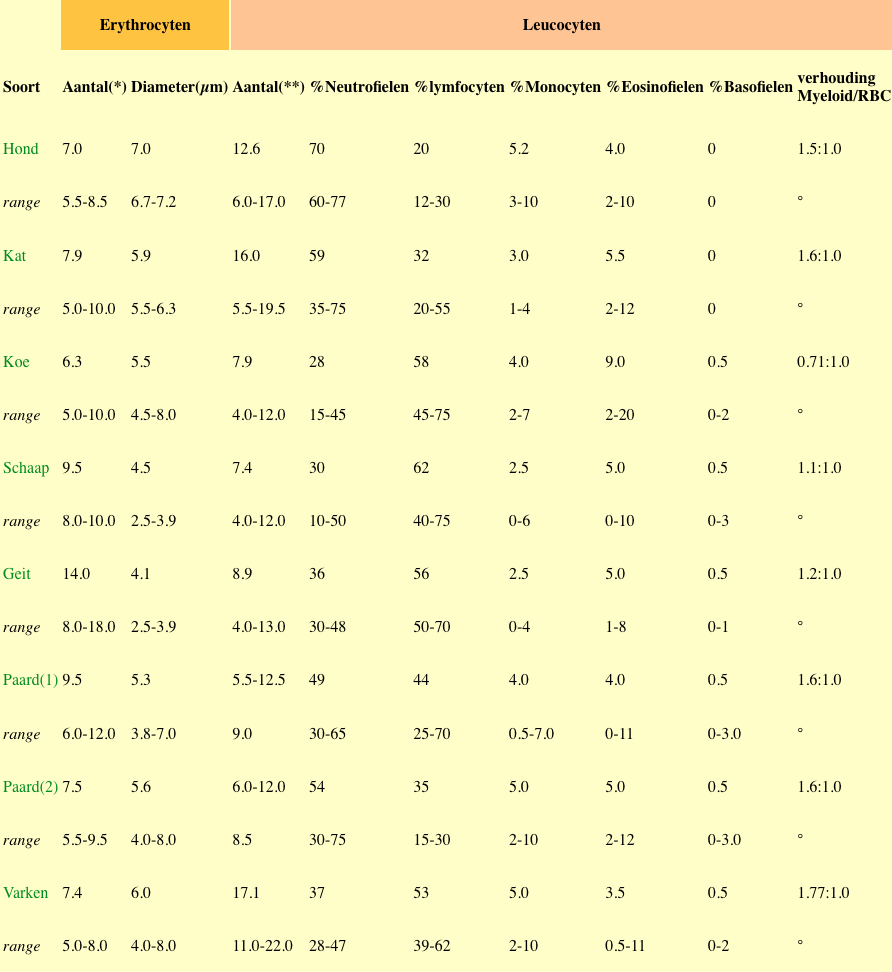 Erythrocyten Leucocyten
Soort Aantal(*) Diameter(µm) Aantal(**) %Neutrofielen %lymfocyten %Monocyten %Eosinofielen %Basofielen verhouding Myeloid/RBC
Hond 7.0 7.0 12.6 70 20 5.2 4.0 0 1.5:1.0
range 5.5-8.5 6.7-7.2 6.0-17.0 60-77 12-30 3-10 2-10 0 °
Kat 7.9 5.9 16.0 59 32 3.0 5.5 0 1.6:1.0
range 5.0-10.0 5.5-6.3 5.5-19.5 35-75 20-55 1-4 2-12 0 °
Koe 6.3 5.5 7.9 28 58 4.0 9.0 0.5 0.71:1.0
range 5.0-10.0 4.5-8.0 4.0-12.0 15-45 45-75 2-7 2-20 0-2 °
Schaap 9.5 4.5 7.4 30 62 2.5 5.0 0.5 1.1:1.0
range 8.0-10.0 2.5-3.9 4.0-12.0 10-50 40-75 0-6 0-10 0-3 °
Geit 14.0 4.1 8.9 36 56 2.5 5.0 0.5 1.2:1.0
range 8.0-18.0 2.5-3.9 4.0-13.0 30-48 50-70 0-4 1-8 0-1 °
Paard(1) 9.5 5.3 5.5-12.5 49 44 4.0 4.0 0.5 1.6:1.0
range 6.0-12.0 3.8-7.0 9.0 30-65 25-70 0.5-7.0 0-11 0-3.0 °
Paard(2) 7.5 5.6 6.0-12.0 54 35 5.0 5.0 0.5 1.6:1.0
range 5.5-9.5 4.0-8.0 8.5 30-75 15-30 2-10 2-12 0-3.0 °
Varken 7.4 6.0 17.1 37 53 5.0 3.5 0.5 1.77:1.0
range 5.0-8.0 4.0-8.0 11.0-22.0 28-47 39-62 2-10 0.5-11 0-2 °